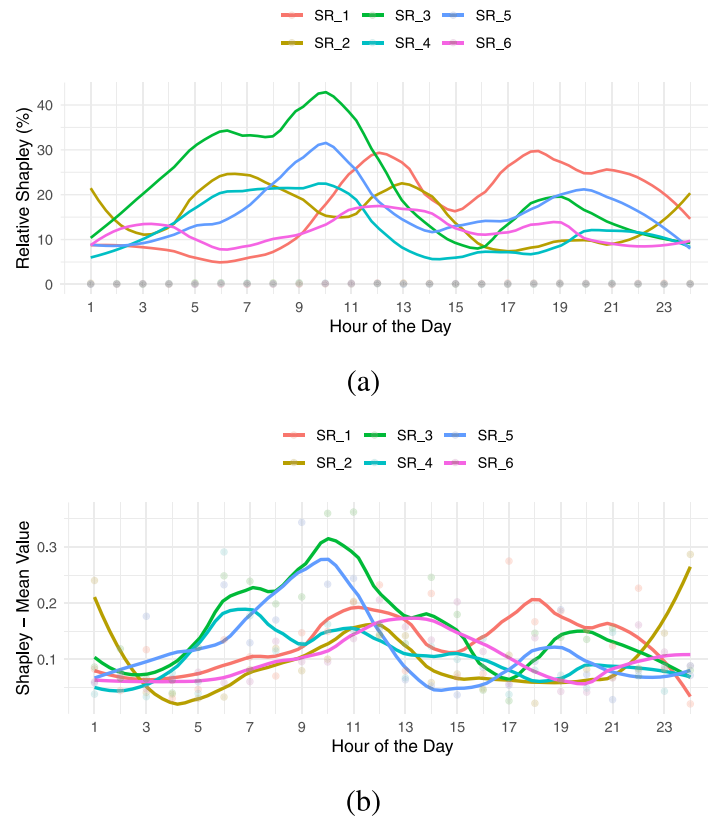 SR_1 SR_3 SR_5
SR_2 SR_4 SR_6
Relative Shapley (%)
40
30
20
10
0
1 3 5 7 9 11 13 15 17 19 21 23
Hour of the Day
(a)
SR_1 SR_3 SR_5
SR_2 SR_4 SR_6
Shapley – Mean Value
0.3
0.2
0.1
1 3 5 7 9 11 13 15 17 19 21 23
Hour of the Day
(b)